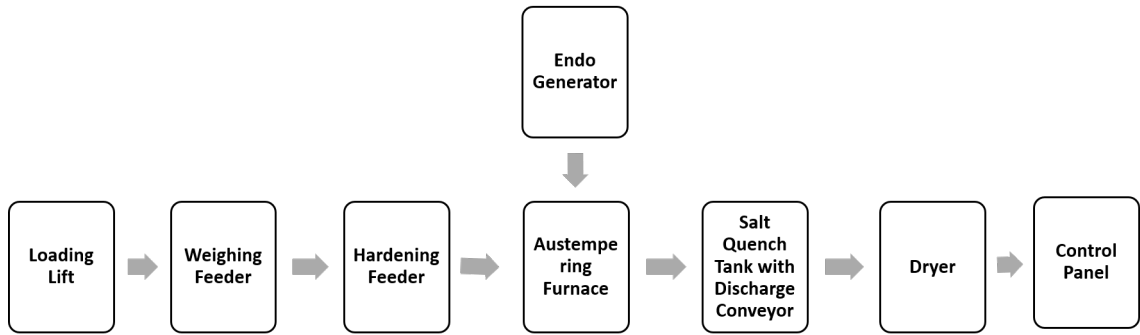 Endo
Generator
Loading
Lift
Weighing
Feeder
Hardening
Feeder
Austempe
ring
Furnace
Salt
Quench
Tank with
Discharge
Conveyor
Dryer
Control
Panel